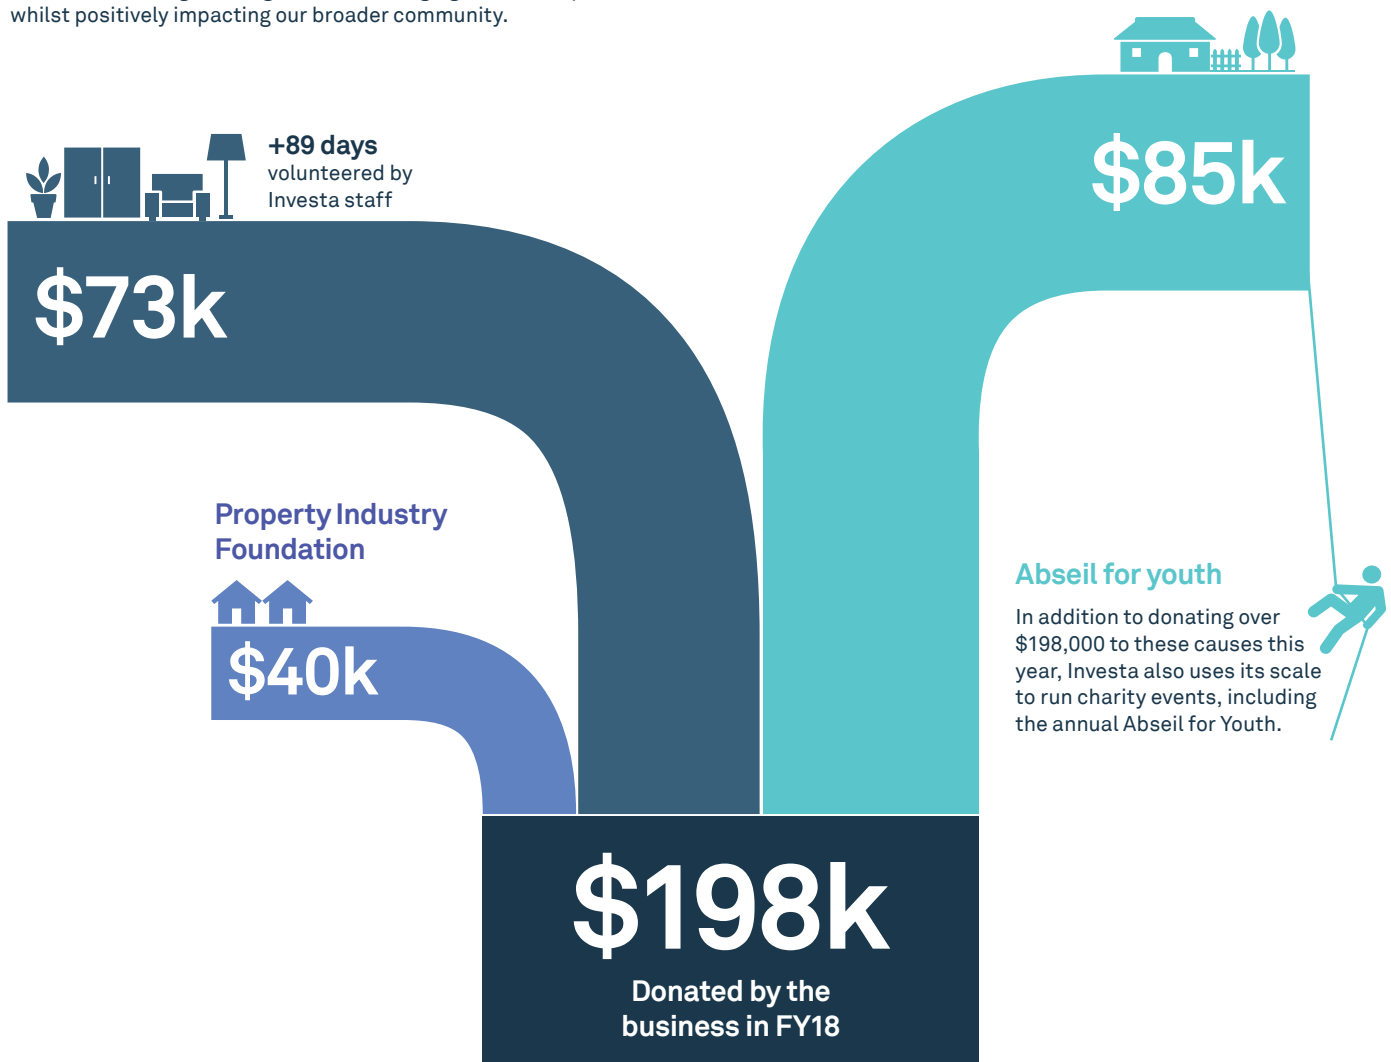 whilst positively impacting our broader community.
+89 days
volunteered by
Investa staff
$73k
$85k
Property Industry
Foundation
$40k
Abseil for youth
In addition to donating over
$198,000 to these causes this
year, Investa also uses its scale
to run charity events, including
the annual Abseil for Youth.
$198k
Donated by the
business in FY18